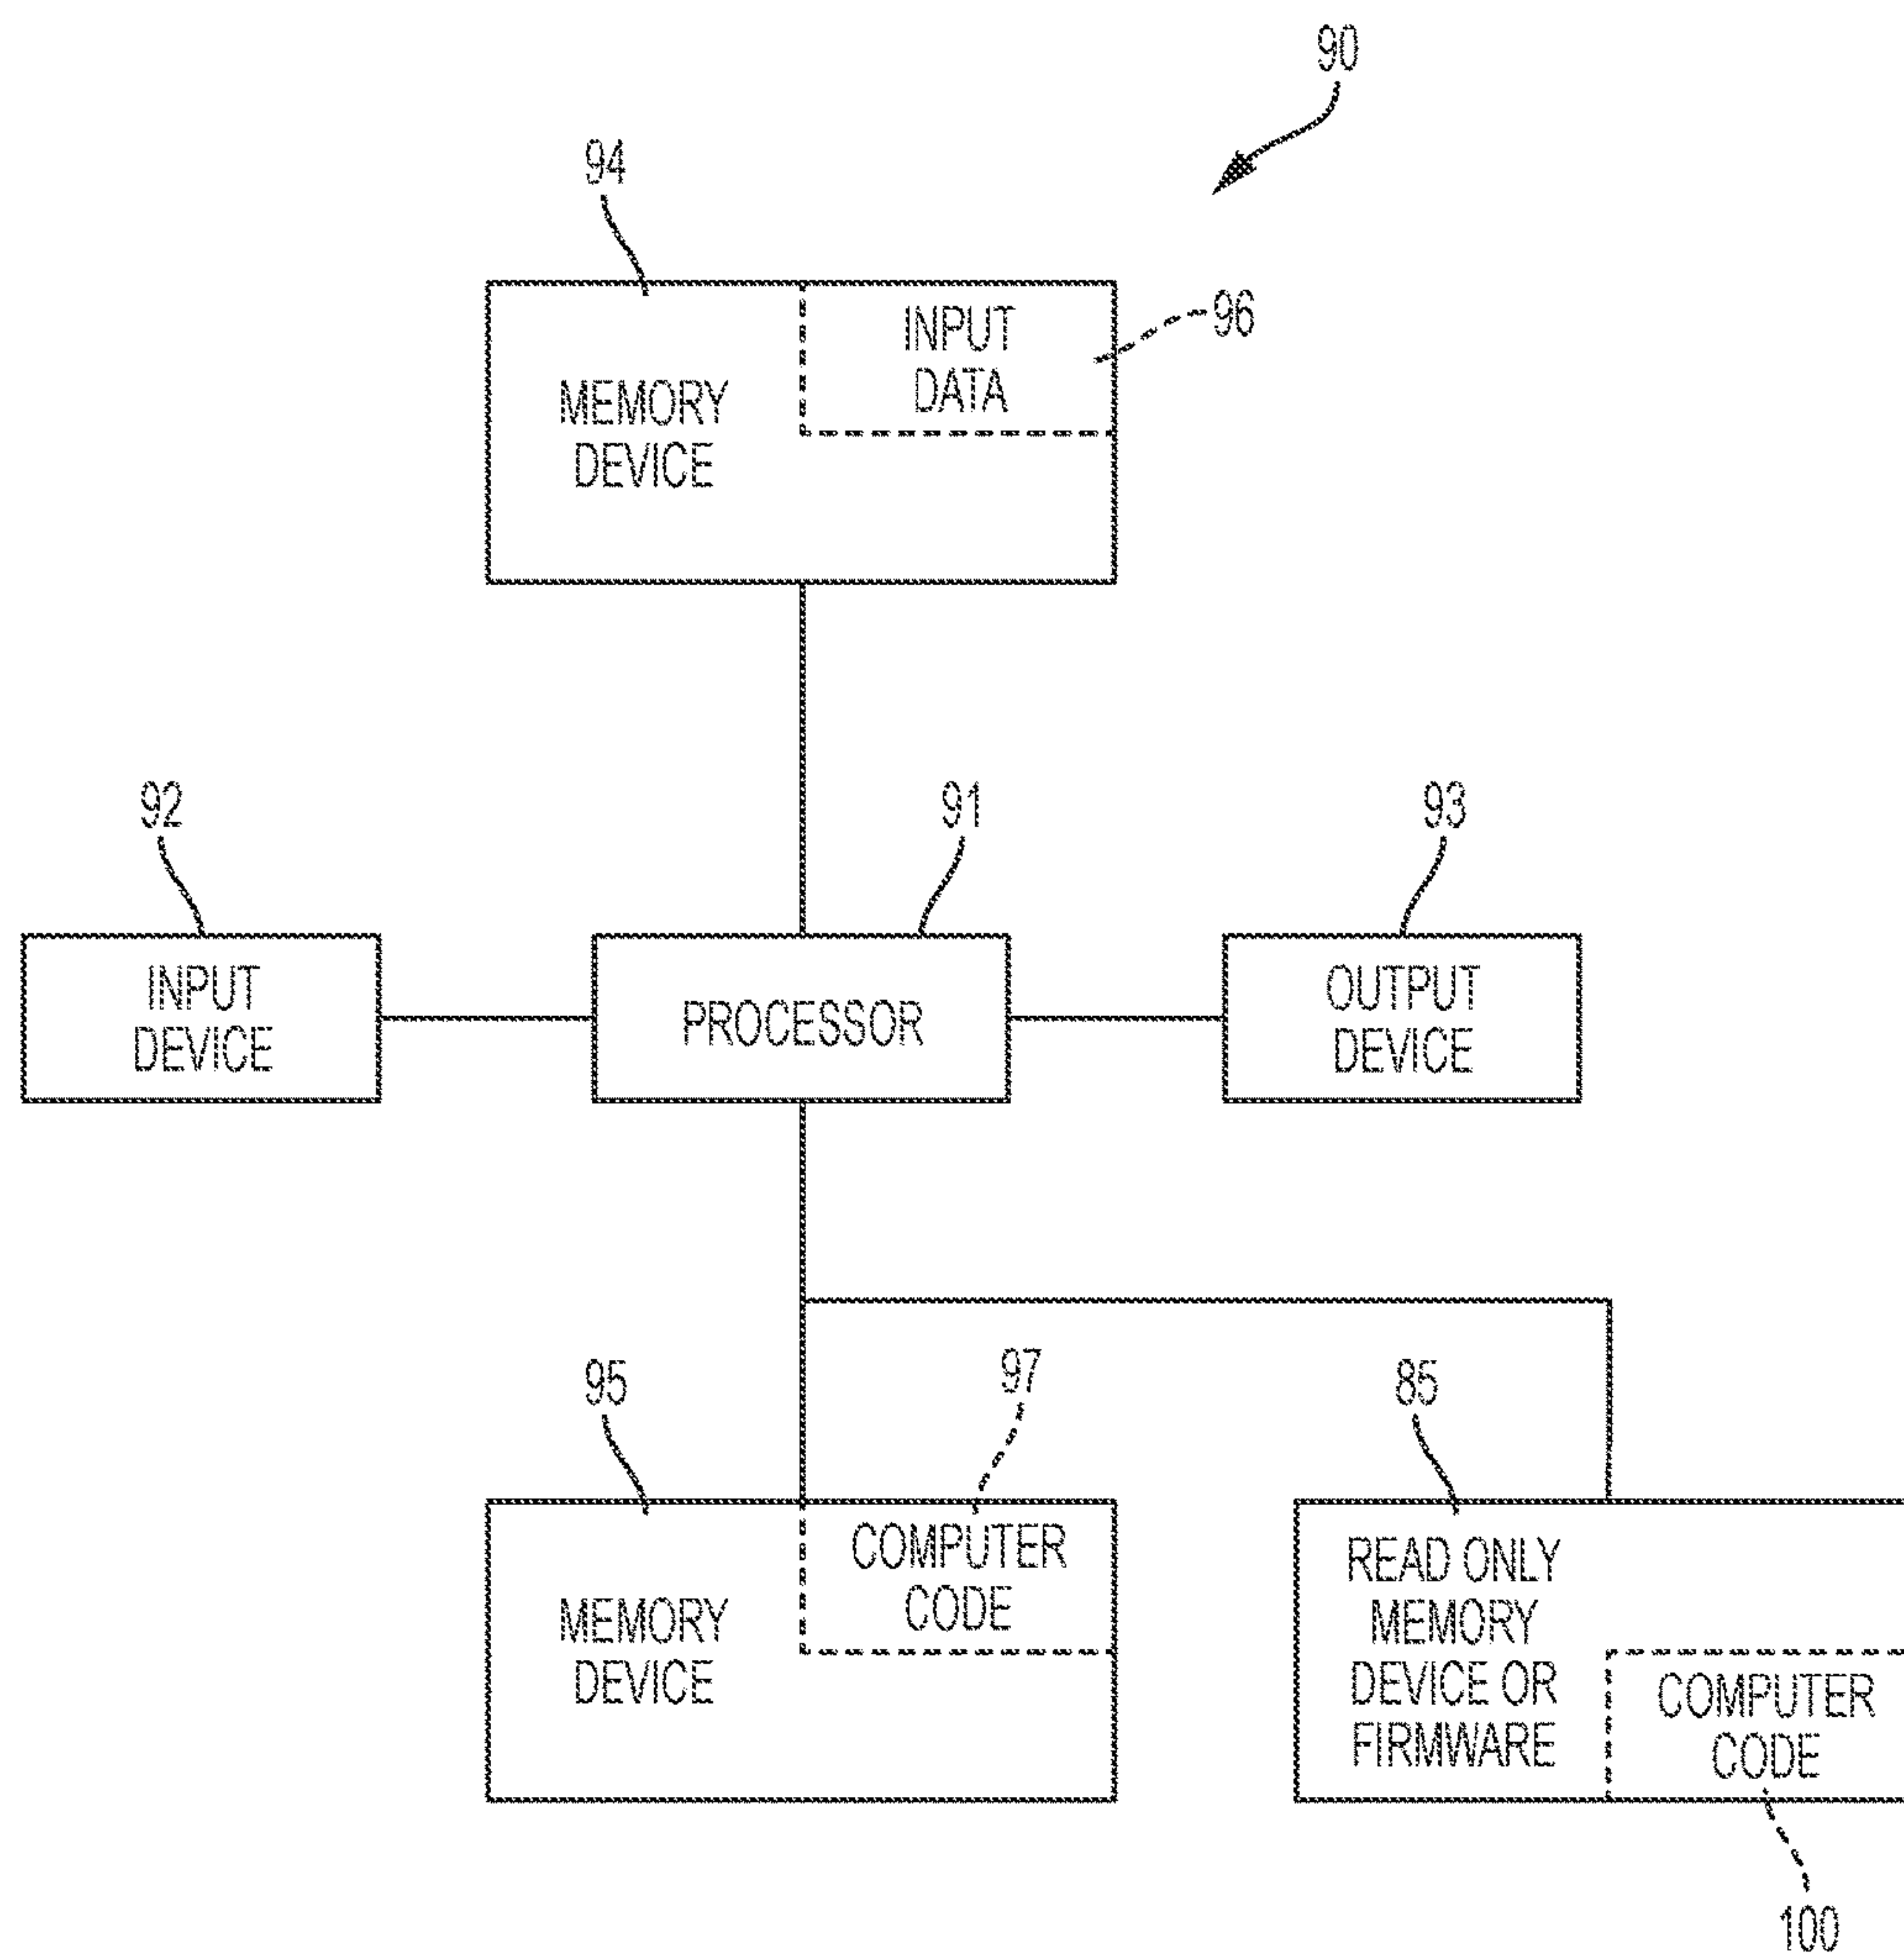 90
94
INPUT
DATA
96
MEMORY
DEVICE
92
91
93
INPUT
DEVICE
PROCESSOR
OUTPUT
DEVICE
95
97
85
COMPUTER
CODE
MEMORY
DEVICE
READ ONLY
MEMORY
DEVICE OR
FIRMWARE
COMPUTER
CODE
100